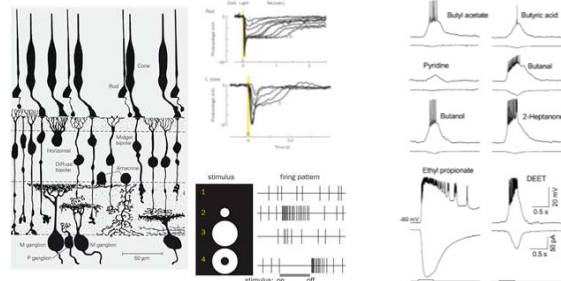 Cone
Rod
Horizontal
Midget
bipolar
Diffuse
bipolar
Amacrine
M ganglion
M ganglion
P ganglion
50 µm
Rod
Dark Light Recovery
L cone
Time (s)
stimulus firing pattern
1
2
3
4
stimulus: on off
Butyl acetate
Butyric acid
Pyridine
Butanal
Butanol
2-Heptanone
Ethyl propionate
DEET
-80 mV
20 mV
0.5 s
0.5 s
50 pA